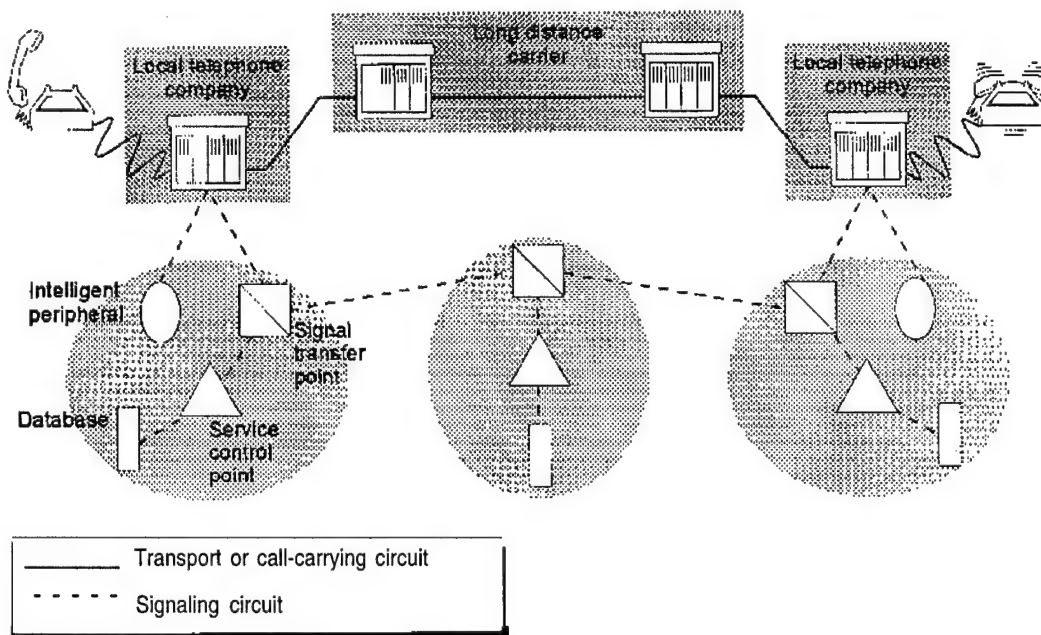 Long distance
carrier
Local telephone
company
Local telephone
company
Intelligent
peripheral
Signal
transfer
point
Database
Service
control
point
Transport or call-carrying circuit
Signaling circuit